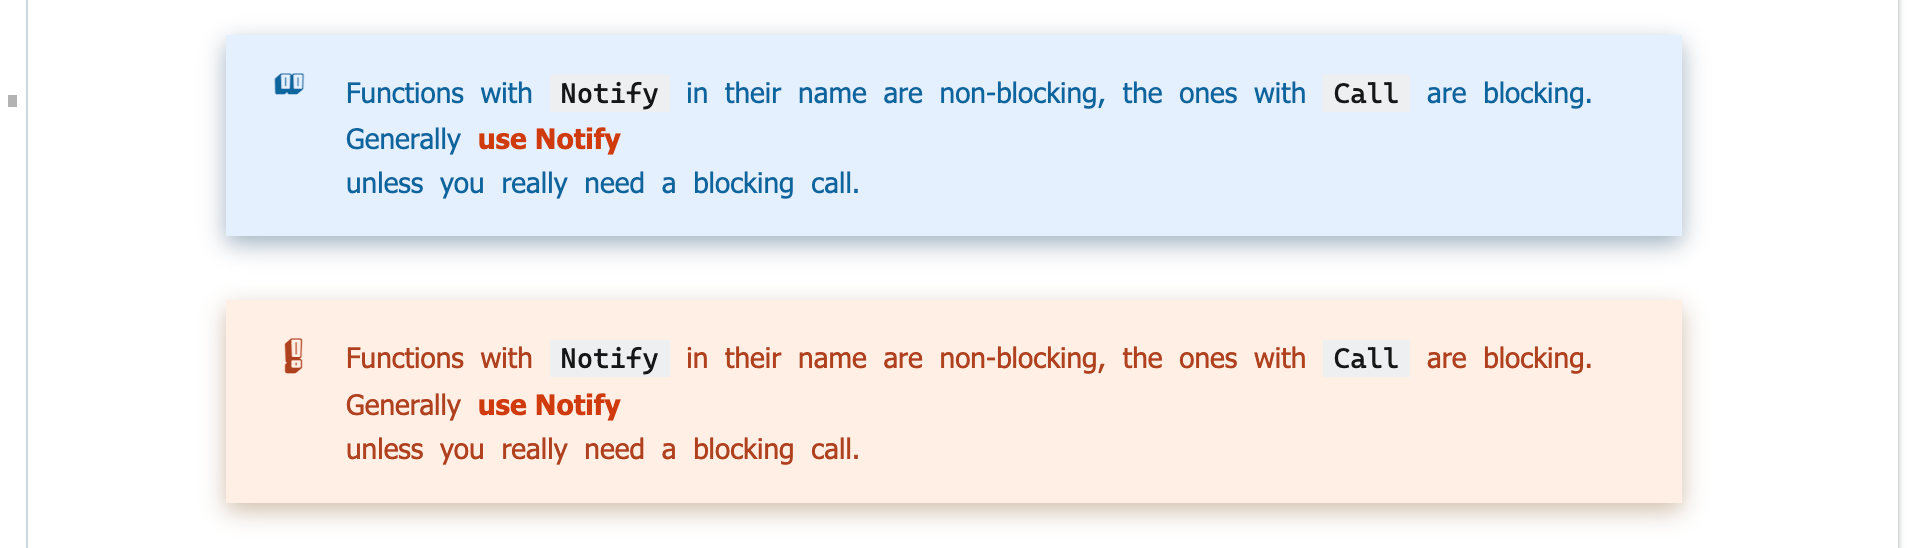 Functions with Notify in their name are non-blocking, the ones with Call are blocking.
Generally use Notify
unless you really need a blocking call.
Functions with Notify in their name are non-blocking, the ones with Call are blocking.
Generally use Notify
unless you really need a blocking call.